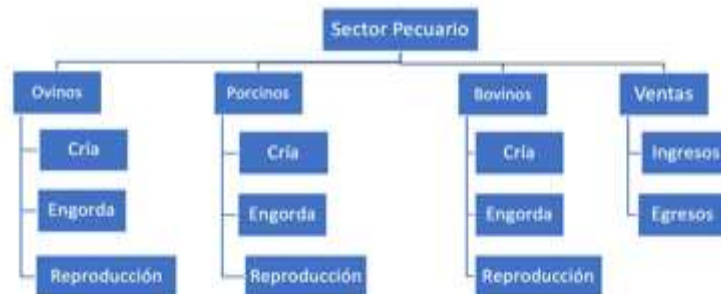 Sector Pecuario
Ovinos
Porcinos
Bovinos
Ventas
Cría
Cría
Cría
Ingresos
Engorda
Engorda
Engorda
Egresos
Reproducción
Reproducción
Reproducción